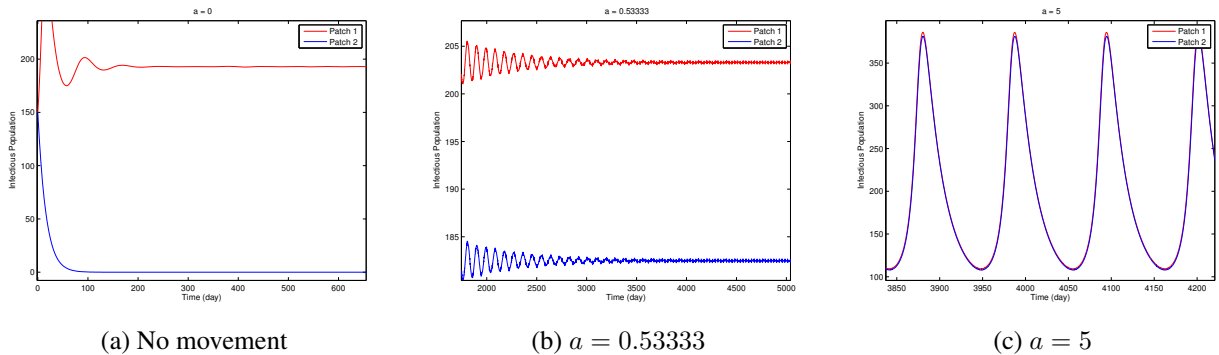 a = 0
Patch 1
Patch 2
200
150
100
50
0
Infectious Population
0 100 200 300 400 500 600
Time (day)
(a) No movement
a = 0.53333
Patch 1
Patch 2
205
200
195
190
185
Infectious Population
2000 2500 3000 3500 4000 4500 5000
Time (day)
(b) a = 0.53333
a = 5
Patch 1
Patch 2
350
300
250
200
150
100
Infectious Population
3850 3900 3950 4000 4050 4100 4150 4200
Time (day)
(c) a = 5